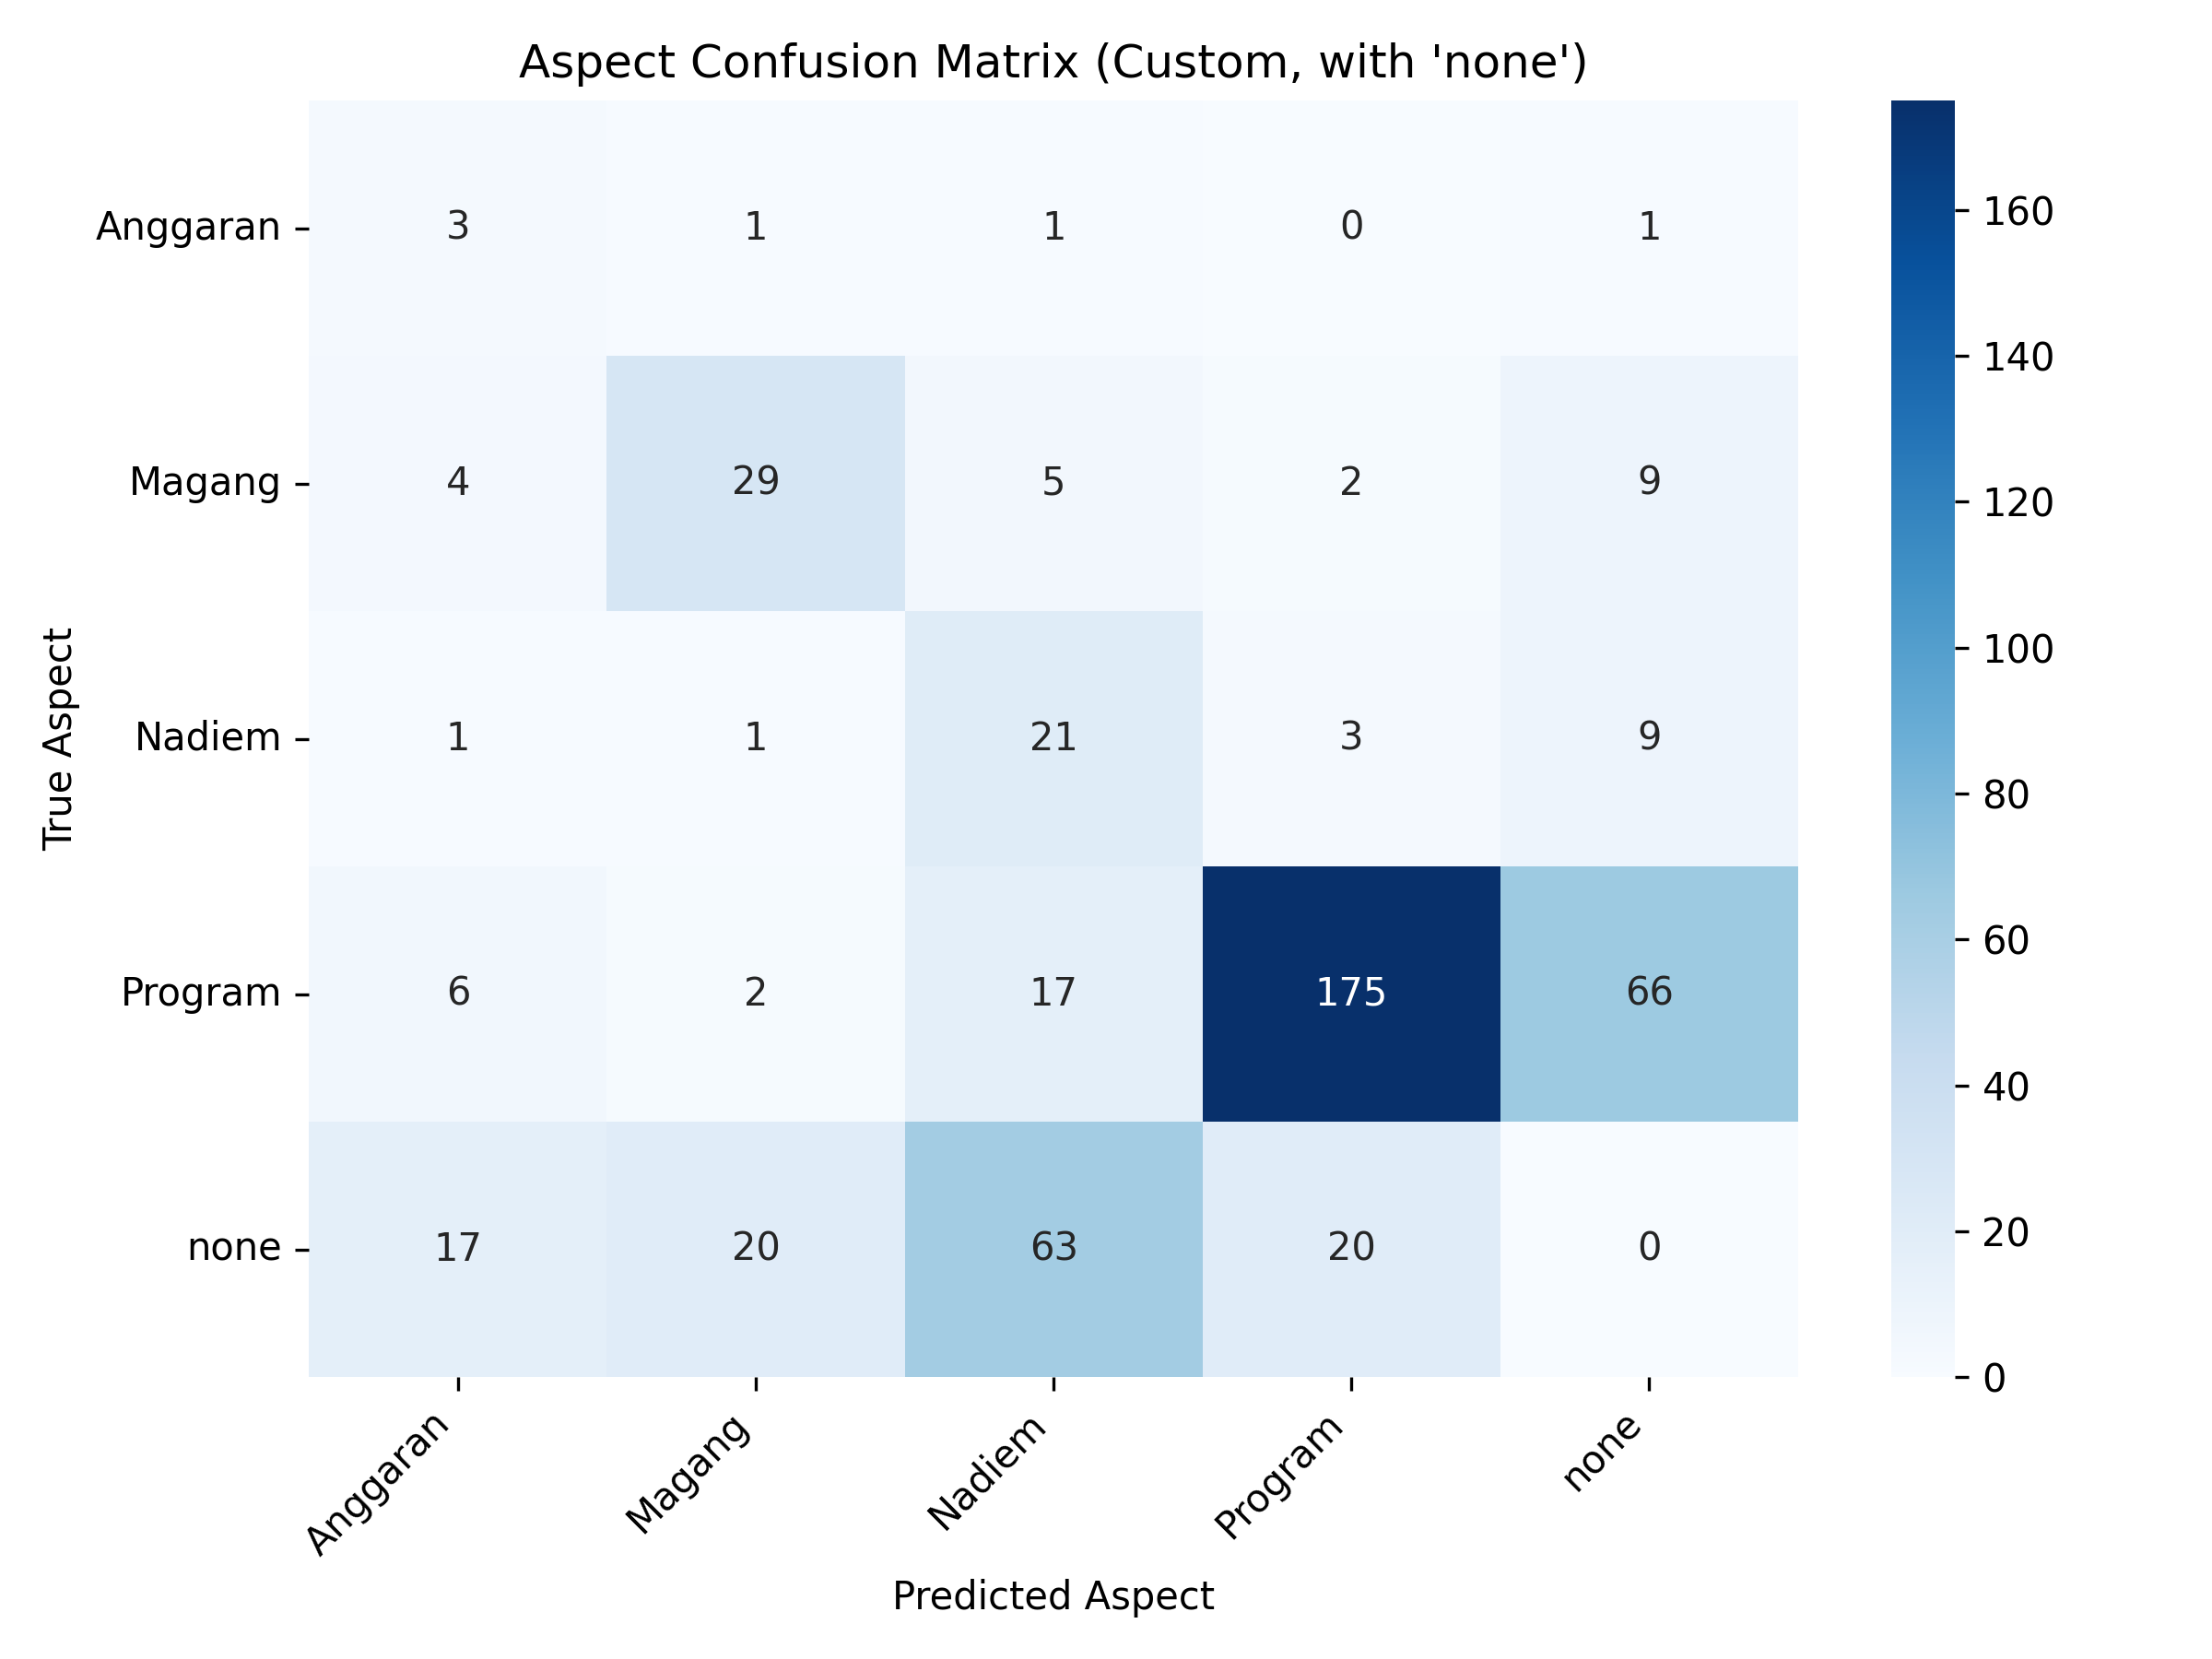 Aspect Confusion Matrix (Custom, with 'none')
True Aspect
Anggaran 3 1 1 0 1
Magang 4 29 5 2 9
Nadiem 1 1 21 3 9
Program 6 2 17 175 66
none 17 20 63 20 0
Anggaran Magang Nadiem Program none
Predicted Aspect
160
140
120
100
80
60
40
20
0